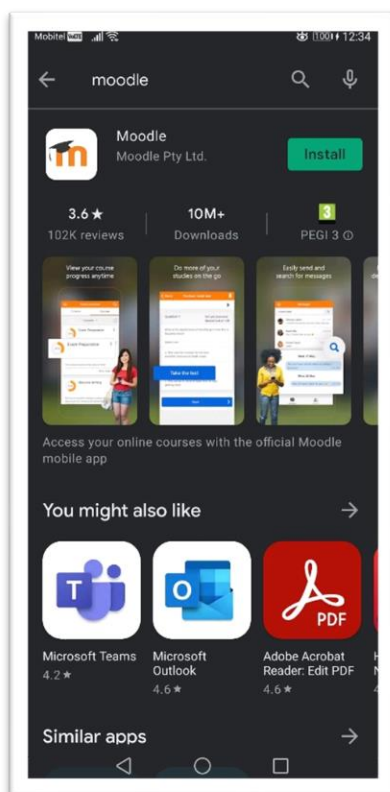 Mobitel 100 12:34
moodle
Moodle
Moodle Pty Ltd.
Install
3.6★ 10M+ 3
102K reviews Downloads PEGI 3
View your course
progress anytime
Do more of your
studies on the go
Easily send and
search for messages
Take the test
Access your online courses with the official Moodle
mobile app
You might also like
T O PDF
Microsoft Teams
4.2★
Microsoft
Outlook
4.6★
Adobe Acrobat
Reader: Edit PDF
4.6★
Similar apps